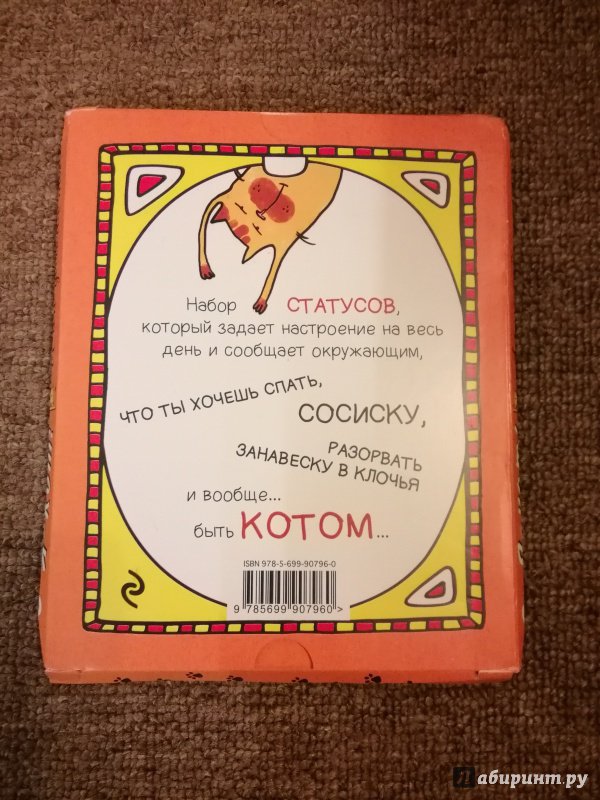 Набор СТАТУСОВ,
который задает настроение на весь
день и сообщает окружающим,
ЧТО ТЫ ХОЧЕШЬ СПАТЬ,
СОСИСКУ,
РАЗОРВАТЬ
ЗАНАВЕСКУ В КЛОЧЬЯ
и вообще...
быть КОТОМ...
ISBN 978-5-699-90796-0
9 785699 907960 >
Лабиринт.ру